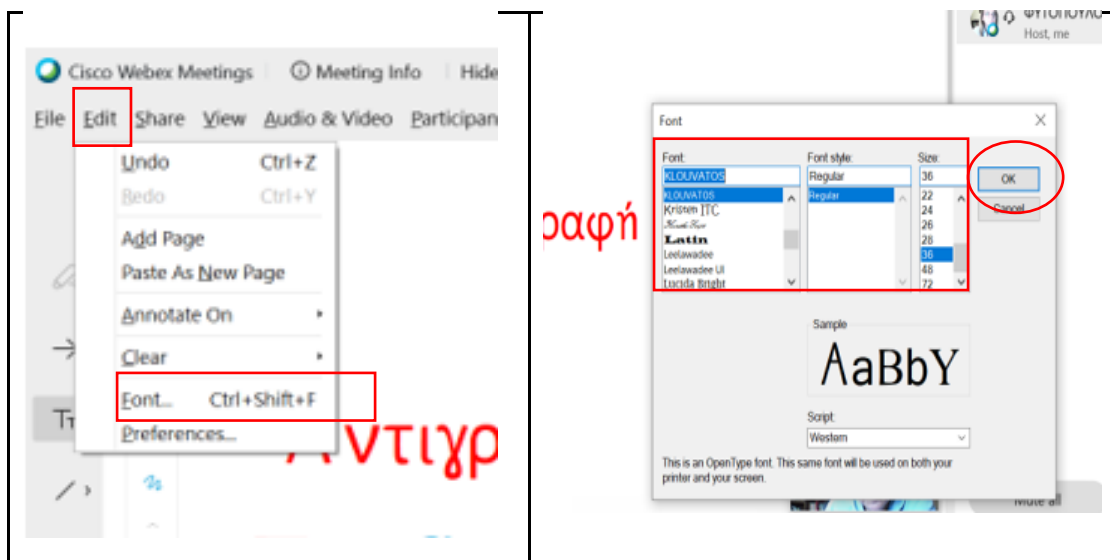 Cisco Webex Meetings Meeting Info Hide
File Edit Share View Audio & Video Participan
Undo Ctrl+Z
Redo Ctrl+Y
Add Page
Paste As New Page
Annotate On
Clear
Font... Ctrl+Shift+F
Preferences...
Αντιγρ
Host, me
ραφή
Font
Font: Font style: Size:
KLOUVATOS Regular 36
OK
Cancel
KLOUVATOS Regular 22
Kristen ITC 24
26
Latin 28
Leelawadee 36
Leelawadee UI 48
Lucida Bright 72
Sample
AaBbY
Script:
Western
This is an OpenType font. This same font will be used on both your
printer and your screen.
Mute all